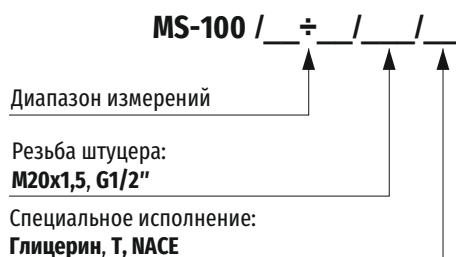 MS-100 /__÷__/___/__
Диапазон измерений
Резьба штуцера:
M20x1,5, G1/2"
Специальное исполнение:
Глицерин, Т, NACE